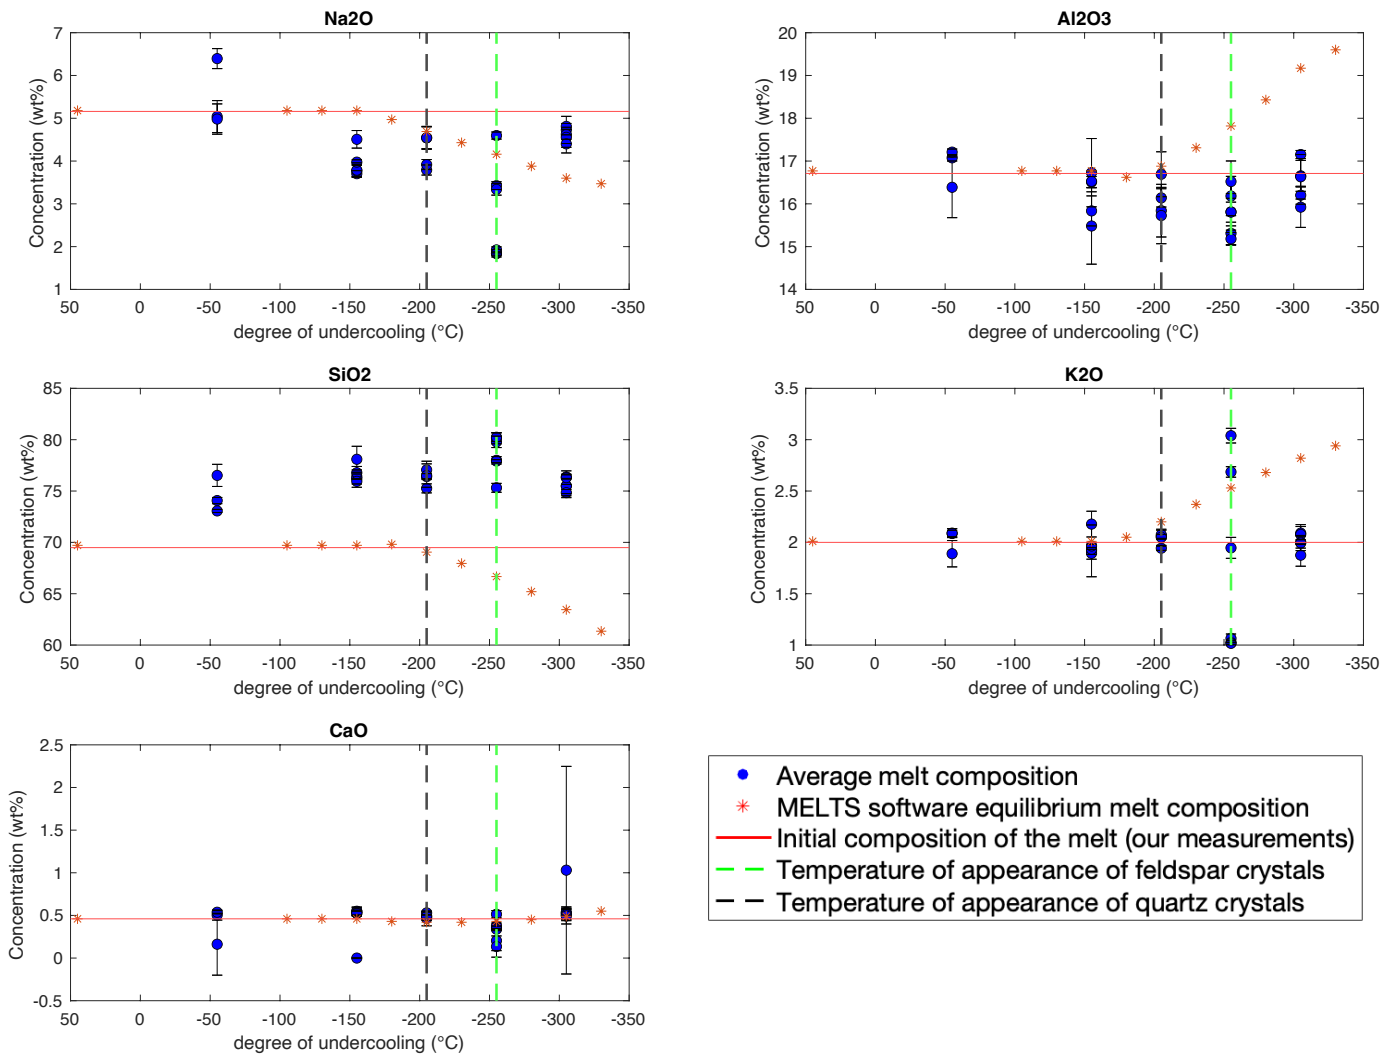 Na2O
Concentration (wt%)
7
6
5
4
3
2
1
50 0 -50 -100 -150 -200 -250 -300 -350
degree of undercooling (°C)
Al2O3
Concentration (wt%)
20
19
18
17
16
15
14
50 0 -50 -100 -150 -200 -250 -300 -350
degree of undercooling (°C)
SiO2
Concentration (wt%)
85
80
75
70
65
60
50 0 -50 -100 -150 -200 -250 -300 -350
degree of undercooling (°C)
K2O
Concentration (wt%)
3.5
3
2.5
2
1.5
1
50 0 -50 -100 -150 -200 -250 -300 -350
degree of undercooling (°C)
CaO
Concentration (wt%)
2.5
2
1.5
1
0.5
0
-0.5
50 0 -50 -100 -150 -200 -250 -300 -350
degree of undercooling (°C)
Average melt composition
MELTS software equilibrium melt composition
Initial composition of the melt (our measurements)
Temperature of appearance of feldspar crystals
Temperature of appearance of quartz crystals